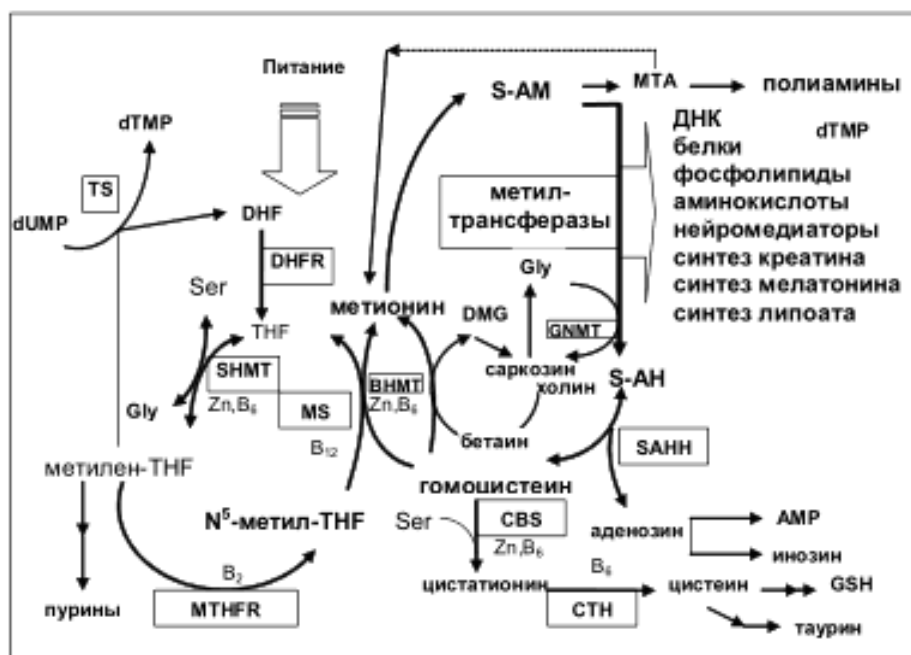 Питание
S-AM
MTA
полиамины
dTMP
ДНК
dTMP
белки
фосфолипиды
аминокислоты
нейромедиаторы
синтез креатина
синтез мелатонина
синтез липоата
TS
метил-
трансферазы
dUMP
DHF
DHFR
Gly
Ser
метионин
DMG
THF
GNMT
саркозин
холин
S-AH
SHMT
Zn,B6
BHMT
Zn,B6
Gly
MS
B12
бетаин
SAHH
метилен-THF
гомоцистеин
N5-метил-THF
Ser
CBS
Zn,B6
аденозин
AMP
инозин
B2
MTHFR
пурины
цистатионин
B6
CTH
цистеин
GSH
таурин